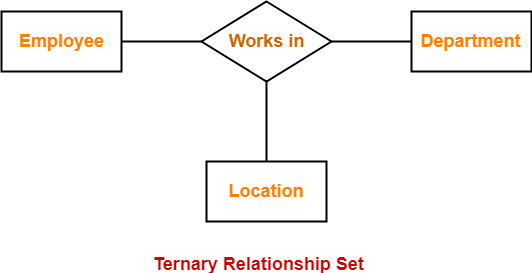 Employee
Works in
Department
Location
Ternary Relationship Set